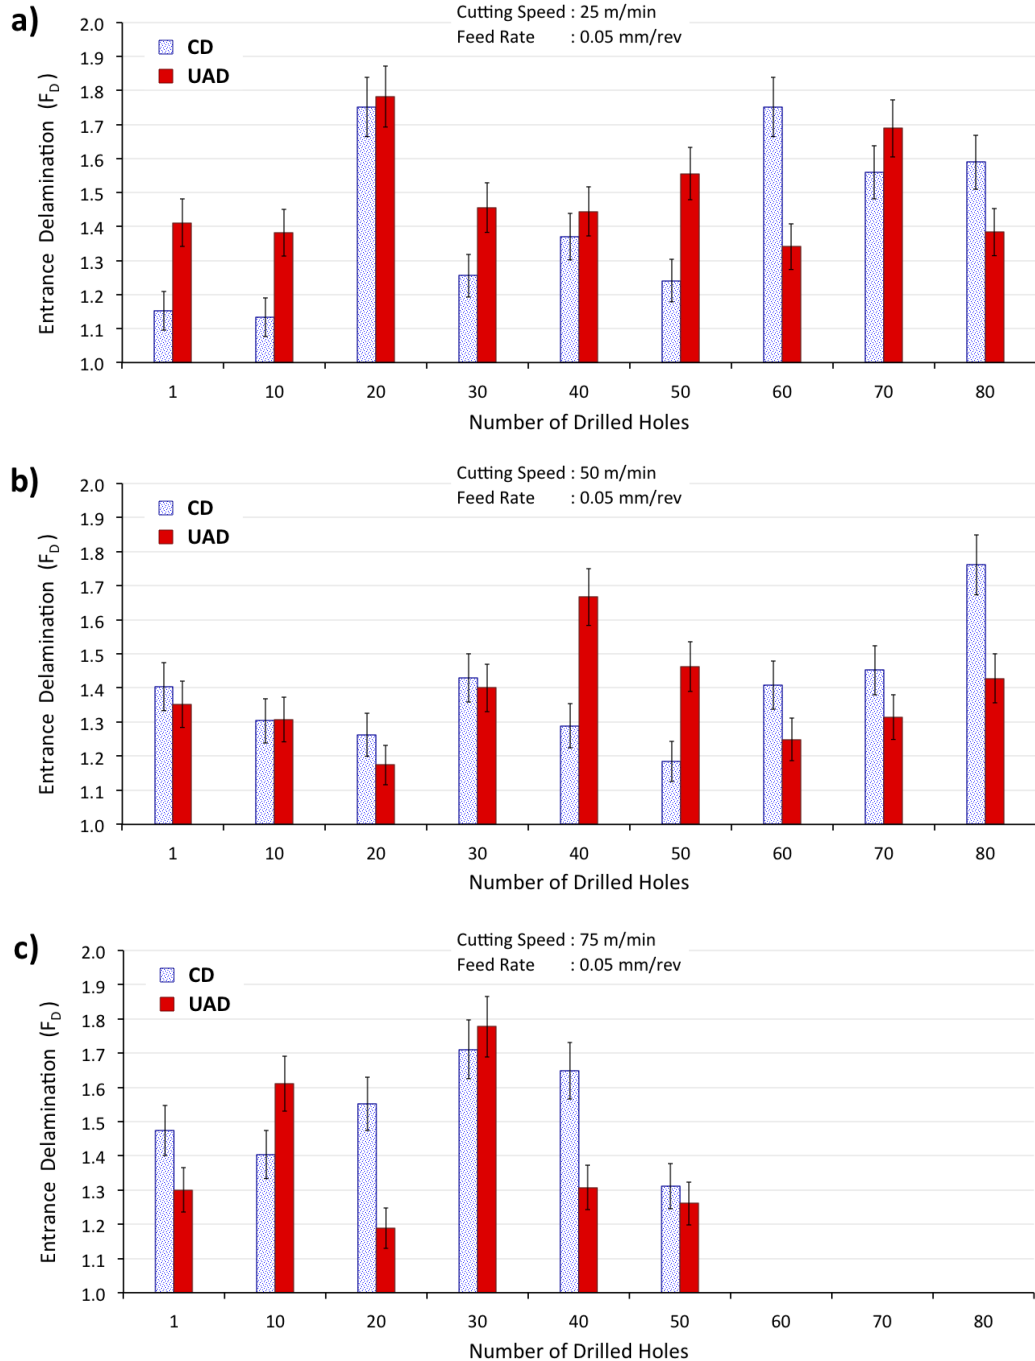 a)
Cutting Speed : 25 m/min
Feed Rate : 0.05 mm/rev
CD
UAD
Entrance Delamination (F_D)
2.0
1.9
1.8
1.7
1.6
1.5
1.4
1.3
1.2
1.1
1.0
1 10 20 30 40 50 60 70 80
Number of Drilled Holes
b)
Cutting Speed : 50 m/min
Feed Rate : 0.05 mm/rev
CD
UAD
Entrance Delamination (F_D)
2.0
1.9
1.8
1.7
1.6
1.5
1.4
1.3
1.2
1.1
1.0
1 10 20 30 40 50 60 70 80
Number of Drilled Holes
c)
Cutting Speed : 75 m/min
Feed Rate : 0.05 mm/rev
CD
UAD
Entrance Delamination (F_D)
2.0
1.9
1.8
1.7
1.6
1.5
1.4
1.3
1.2
1.1
1.0
1 10 20 30 40 50 60 70 80
Number of Drilled Holes